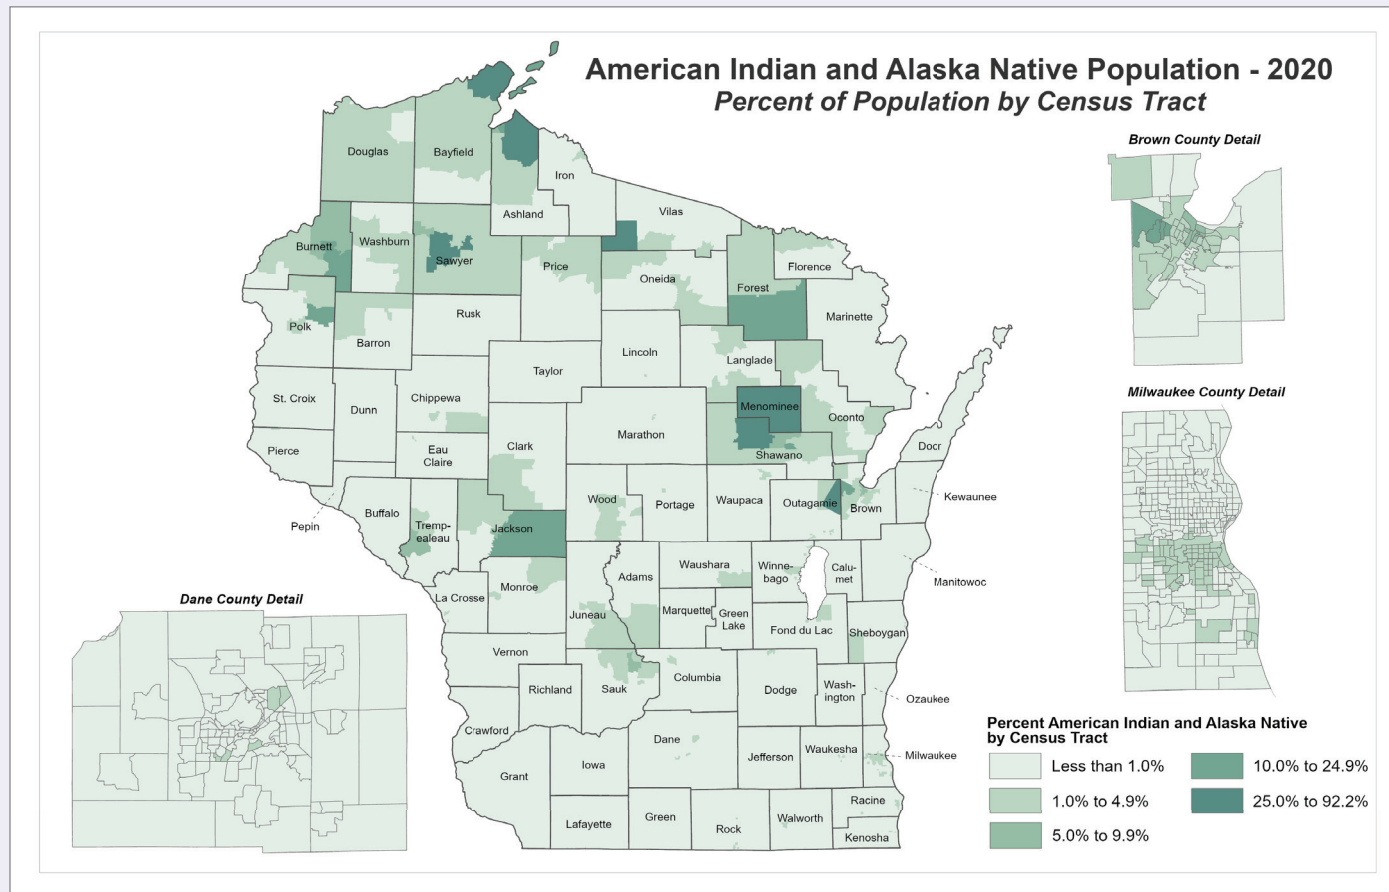 American Indian and Alaska Native Population - 2020
Percent of Population by Census Tract
Brown County Detail
Douglas
Bayfield
Iron
Ashland
Vilas
Burnett
Washburn
Sawyer
Price
Oneida
Forest
Florence
Polk
Barron
Rusk
Marinette
Lincoln
Langlade
Taylor
St. Croix
Dunn
Chippewa
Menominee
Milwaukee County Detail
Oconto
Marathon
Clark
Pierce
Eau
Claire
Shawano
Docr
Kewaunee
Wood
Portage
Waupaca
Outagamie
Brown
Pepin
Buffalo
Tremp-
ealeau
Jackson
Waushara
Winne-
bago
Calu-
met
Manitowoc
Adams
Monroe
La Crosse
Dane County Detail
Juneau
Marquette
Green
Lake
Fond du Lac
Sheboygan
Vernon
Richland
Sauk
Columbia
Dodge
Wash-
ington
Ozaukee
Crawford
Dane
Jefferson
Waukesha
Milwaukee
Iowa
Grant
Lafayette
Green
Rock
Walworth
Racine
Kenosha
Percent American Indian and Alaska Native
by Census Tract
Less than 1.0%
1.0% to 4.9%
5.0% to 9.9%
10.0% to 24.9%
25.0% to 92.2%